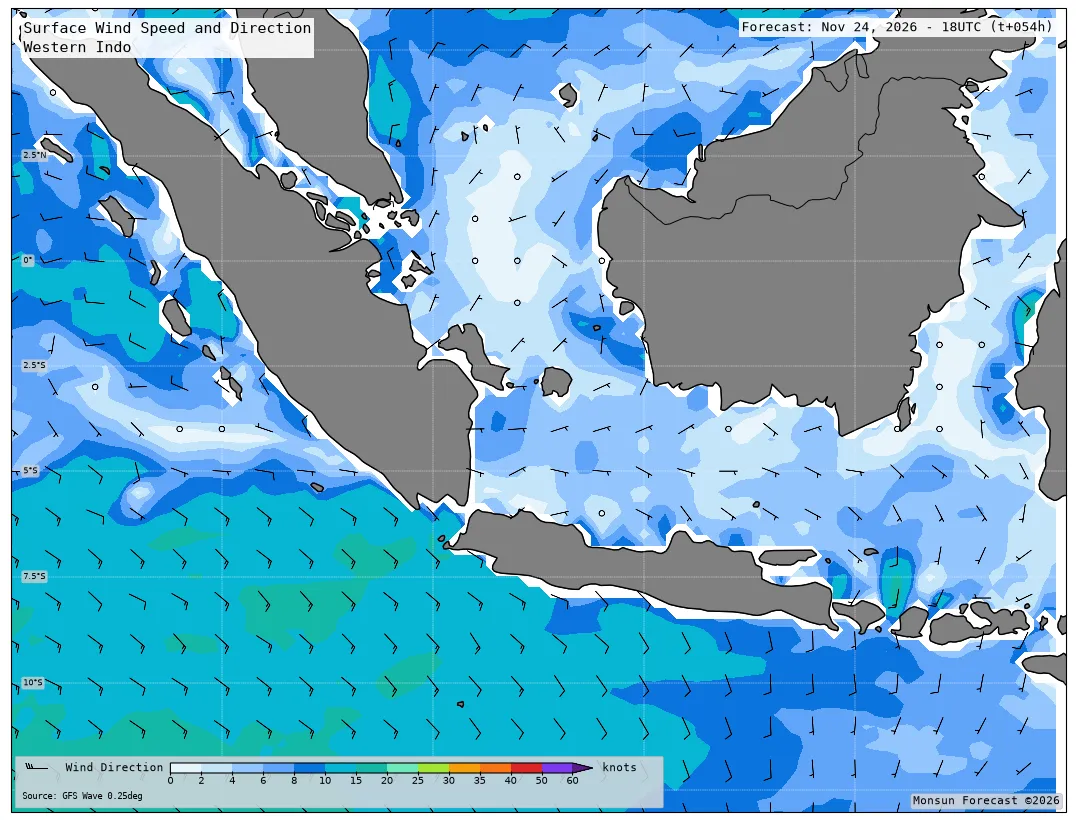 Surface Wind Speed and Direction
Western Indo
Forecast: Nov 24, 2026 - 18UTC (t+054h)
2.5°N
0°
2.5°S
5°S
7.5°S
10°S
Wind Direction
0 2 4 6 8 10 15 20 25 30 35 40 50 60
knots
Source: GFS Wave 0.25deg
Monsun Forecast ©2026